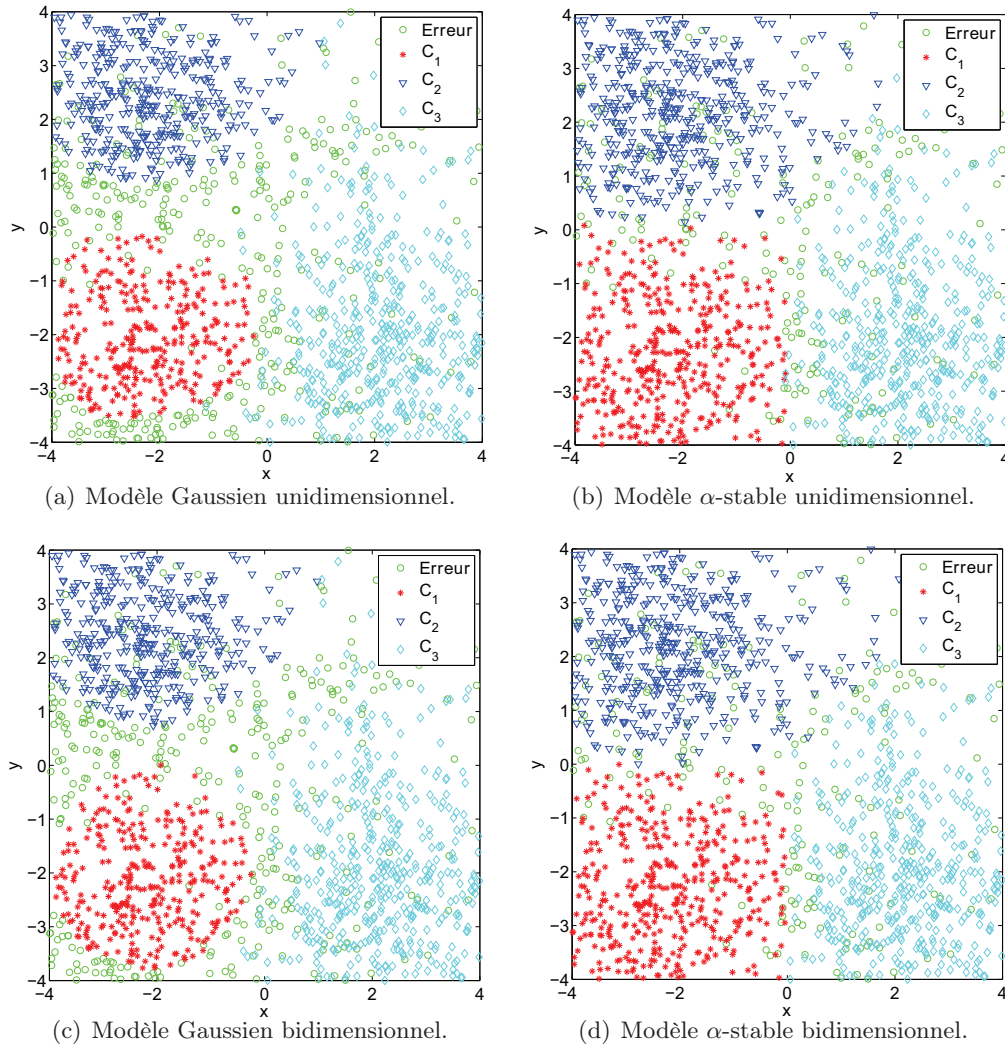 4
3
2
1
0
−1
−2
−3
−4
y
−4
−2
0
2
4
x
Erreur
C1
C2
C3
(a) Modèle Gaussien unidimensionnel.
4
3
2
1
0
−1
−2
−3
−4
y
−4
−2
0
2
4
x
Erreur
C1
C2
C3
(b) Modèle α-stable unidimensionnel.
4
3
2
1
0
−1
−2
−3
−4
y
−4
−2
0
2
4
x
Erreur
C1
C2
C3
(c) Modèle Gaussien bidimensionnel.
4
3
2
1
0
−1
−2
−3
−4
y
−4
−2
0
2
4
x
Erreur
C1
C2
C3
(d) Modèle α-stable bidimensionnel.